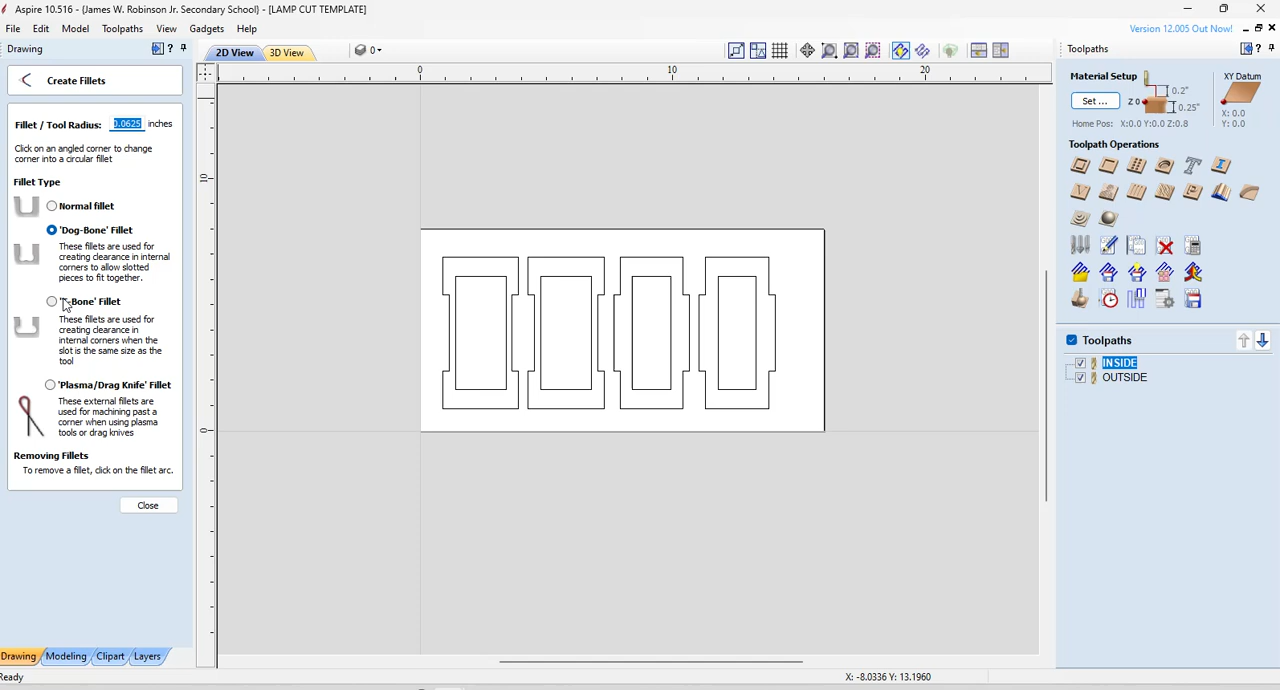 Aspire 10.516 - (James W. Robinson Jr. Secondary School) - [LAMP CUT TEMPLATE]
File Edit Model Toolpaths View Gadgets Help
Version 12.005 Out Now!
Drawing
2D View 3D View
0
Toolpaths
Create Fillets
Fillet / Tool Radius: 0.0625 inches
Click on an angled corner to change
corner into a circular fillet
Fillet Type
Normal fillet
'Dog-Bone' Fillet
These fillets are used for
creating clearance in internal
corners to allow slotted
pieces to fit together.
Bone' Fillet
These fillets are used for
creating clearance in
internal corners when the
slot is the same size as the
tool
'Plasma/Drag Knife' Fillet
These external fillets are
used for machining past a
corner when using plasma
tools or drag knives
Removing Fillets
To remove a fillet, click on the fillet arc.
Close
0 10 20
10
0
Material Setup
Set ...
Z 0
0.2"
0.25"
Home Pos: X:0.0 Y:0.0 Z:0.8
XY Datum
X: 0.0
Y: 0.0
Toolpath Operations
Toolpaths
INSIDE
OUTSIDE
Drawing Modeling Clipart Layers
Ready
X: -8.0336 Y: 13.1960